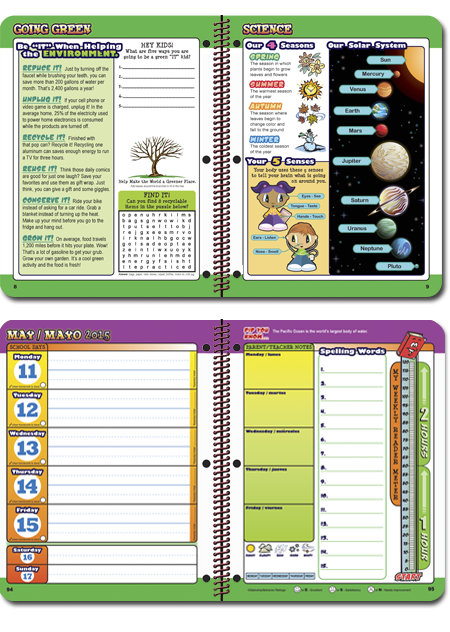 GOING GREEN
Be "IT" When Helping
the ENVIRONMENT.
REDUCE IT! Just by turning off the
faucet while brushing your teeth, you can
save more than 200 gallons of water per
month. That's 2,400 gallons a year!
UNPLUG IT! If your cell phone or
video game is charged, unplug it! In the
average home, 25% of the electricity used
to power home electronics is consumed
while the products are turned off.
RECYCLE IT! Finished with
that pop can? Recycle it! Recycling one
aluminum can saves enough energy to run
a TV for three hours.
REUSE IT! Think those daily comics
are good for just one laugh? Save your
favorites and use them as gift wrap. Just
think, you can give a gift and some giggles.
CONSERVE IT! Ride your bike
instead of asking for a car ride. Grab a
blanket instead of turning up the heat.
Make up your mind before you go to the
fridge and hang out.
GROW IT! On average, food travels
1,200 miles before it hits your plate. Wow!
That's a lot of gasoline to get your grub.
Grow your own garden. It's a cool green
activity and the food is fresh!
HEY KIDS!
What are five ways you are
going to be a green "IT" kid?
1.
2.
3.
4.
5.
Help Make the World a Greener Place.
FIND IT!
Can you find 8 recyclable
items in the puzzle below?
8
SCIENCE
Our 4 Seasons
SPRING
The season in which
plants begin to grow
leaves and flowers
SUMMER
The warmest season
of the year
AUTUMN
The season when
leaves begin to
change color and
fall to the ground
WINTER
The coldest season
of the year
Your 5 Senses
Your body uses these 5 senses
to tell your brain what is going
on around you.
Eyes - See
Tongue - Taste
Hands - Touch
Ears - Listen
Nose - Smell
Our Solar System
Sun
Mercury
Venus
Earth
Mars
Jupiter
Saturn
Uranus
Neptune
Pluto
9
MAY / MAYO 2015
SCHOOL DAYS
Monday
11
Tuesday
12
Wednesday
13
Thursday
14
Friday
15
Saturday
16
Sunday
17
94
DID YOU KNOW
The Pacific Ocean is the world's largest body of water.
PARENT/TEACHER NOTES
Monday / lunes
Tuesday / martes
Wednesday / miércoles
Thursday / jueves
Friday / viernes
MONDAY TUESDAY WEDNESDAY THURSDAY FRIDAY
Spelling Words
1.
2.
3.
4.
5.
6.
7.
8.
9.
10.
11.
12.
13.
14.
15.
MY WEEKLY READER METER
2 HOURS
1 HOUR
START
95